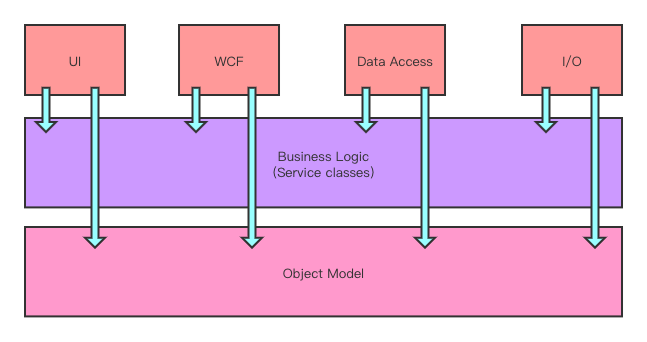 UI
WCF
Data Access
I/O
Business Logic
(Service classes)
Object Model